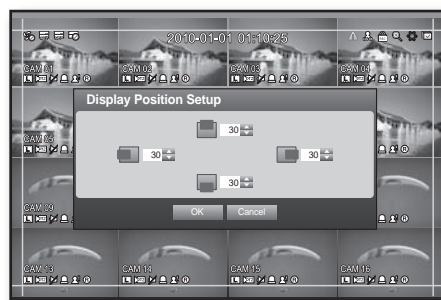 2010-01-01 01:10:25
CAM 01 CAM 02 CAM 03 CAM 04
Display Position Setup
30
CAM 05
30 30
30
CAM 09
OK Cancel
CAM 13 CAM 14 CAM 15 CAM 16